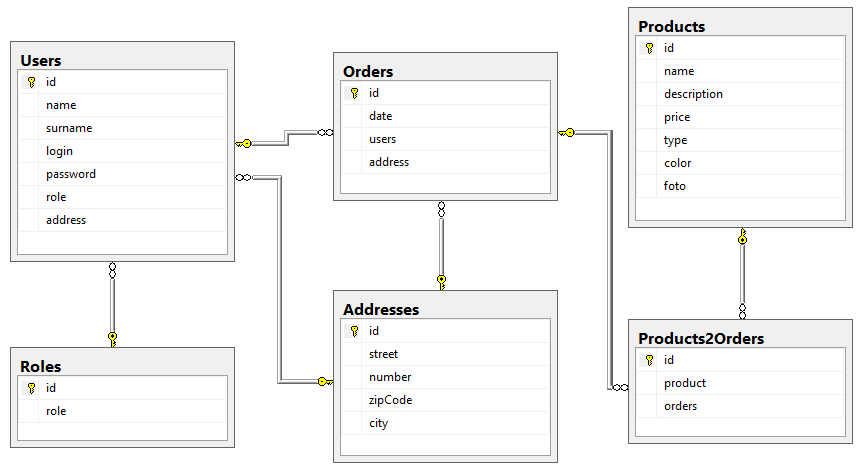 Users
id
name
surname
login
password
role
address
Roles
id
role
Orders
id
date
users
address
Addresses
id
street
number
zipCode
city
Products
id
name
description
price
type
color
foto
Products2Orders
id
product
orders